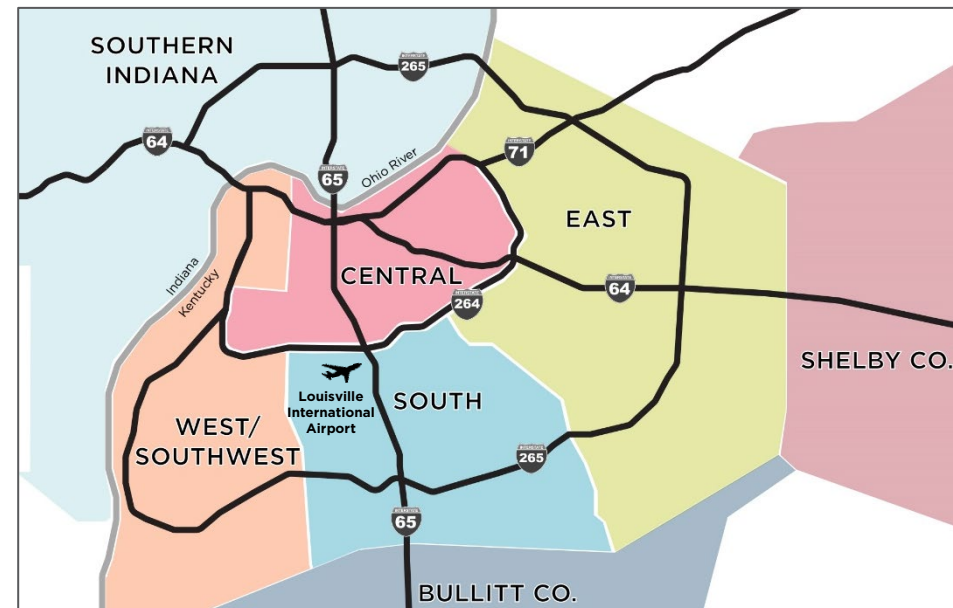 SOUTHERN
INDIANA
265
64
71
65
Ohio River
EAST
Indiana
Kentucky
CENTRAL
264
64
SHELBY CO.
Louisville
International
Airport
SOUTH
WEST/
SOUTHWEST
265
65
BULLITT CO.